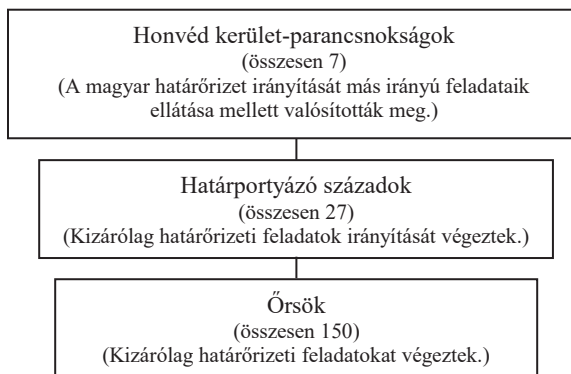 Honvéd kerület-parancsnokságok
(összesen 7)
(A magyar határőrizet irányítását más irányú feladataik
ellátása mellett valósították meg.)
Határportyázó századok
(összesen 27)
(Kizárólag határőrizeti feladatok irányítását végeztek.)
Őrsök
(összesen 150)
(Kizárólag határőrizeti feladatokat végeztek.)